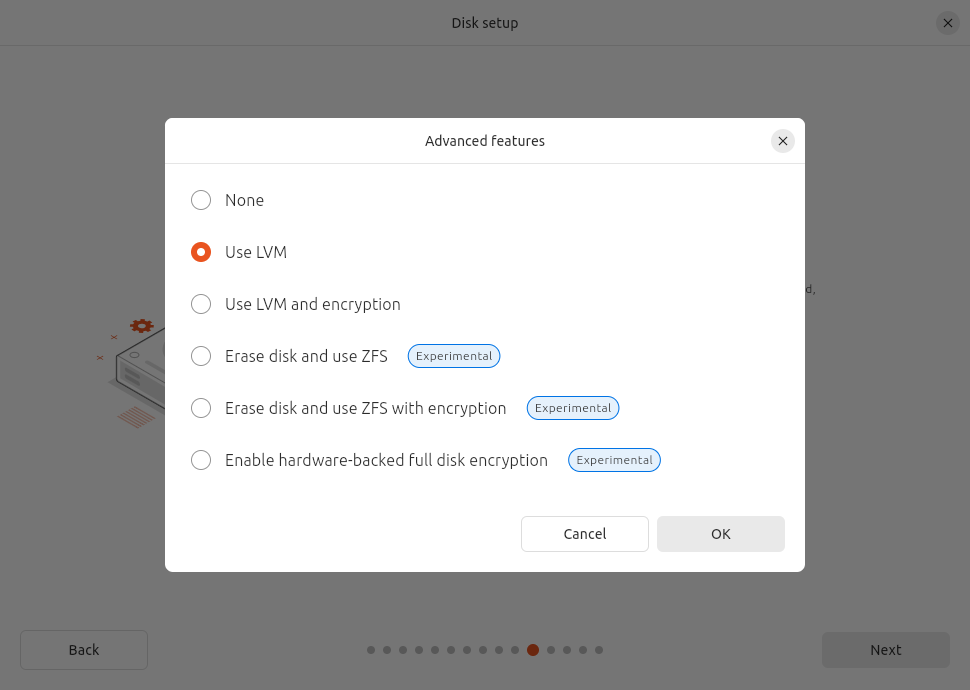 Disk setup
Advanced features
None
Use LVM
Use LVM and encryption
Erase disk and use ZFS Experimental
Erase disk and use ZFS with encryption Experimental
Enable hardware-backed full disk encryption Experimental
Cancel OK
Back Next